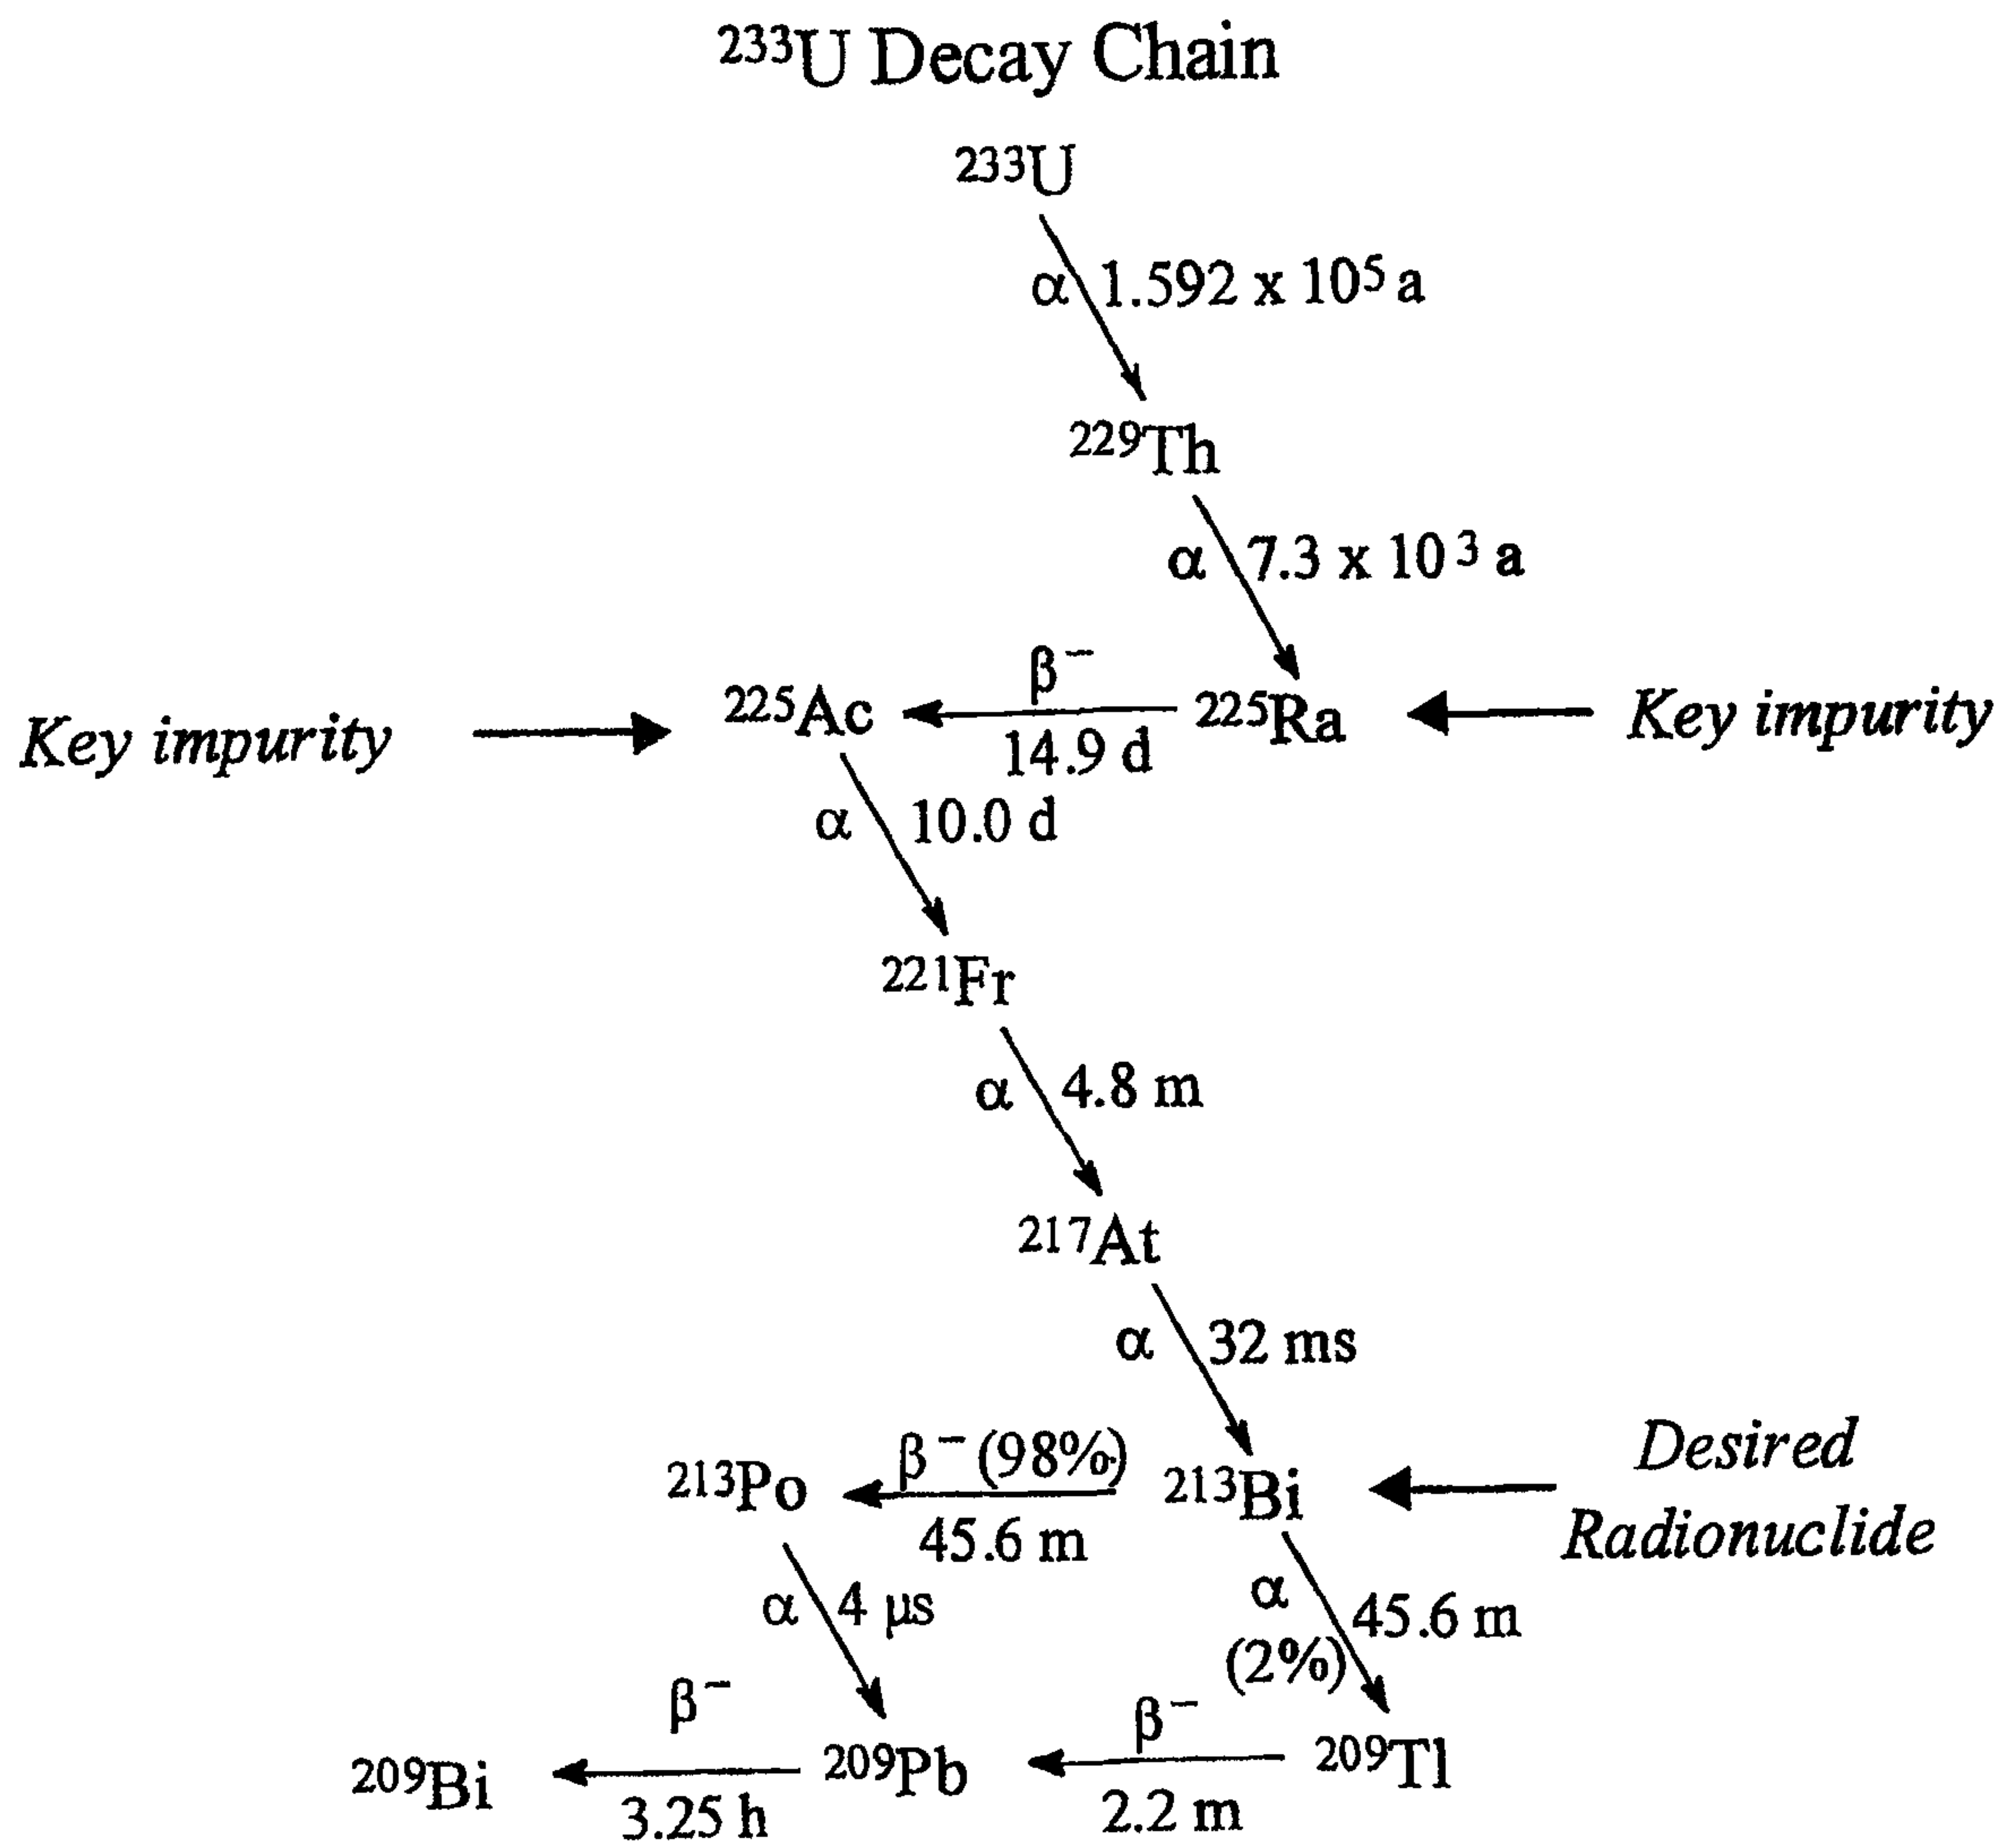 ²³³U Decay Chain
²³³U
α 1.592 x 10⁵ a
²²⁹Th
α 7.3 x 10³ a
β⁻
Key impurity ²²⁵Ac ²²⁵Ra Key impurity
14.9 d
α 10.0 d
²²¹Fr
α 4.8 m
²¹⁷At
α 32 ms
β⁻ (98%)
²¹³Po ²¹³Bi
Desired
Radionuclide
45.6 m
α 4 µs
α 45.6 m
(2%)
β⁻ β⁻
²⁰⁹Bi ²⁰⁹Pb ²⁰⁹Tl
3.25 h 2.2 m